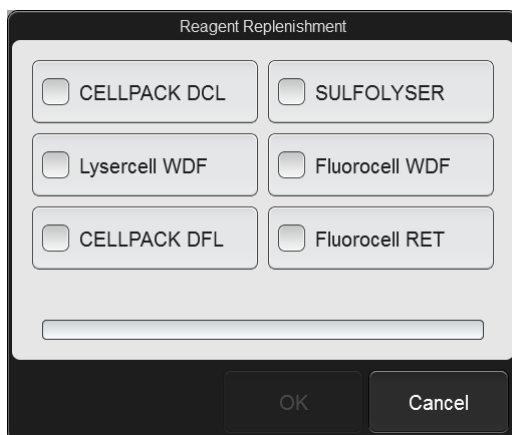 Reagent Replenishment
CELLPACK DCL
SULFOLYSER
Lysercell WDF
Fluorocell WDF
CELLPACK DFL
Fluorocell RET
OK
Cancel